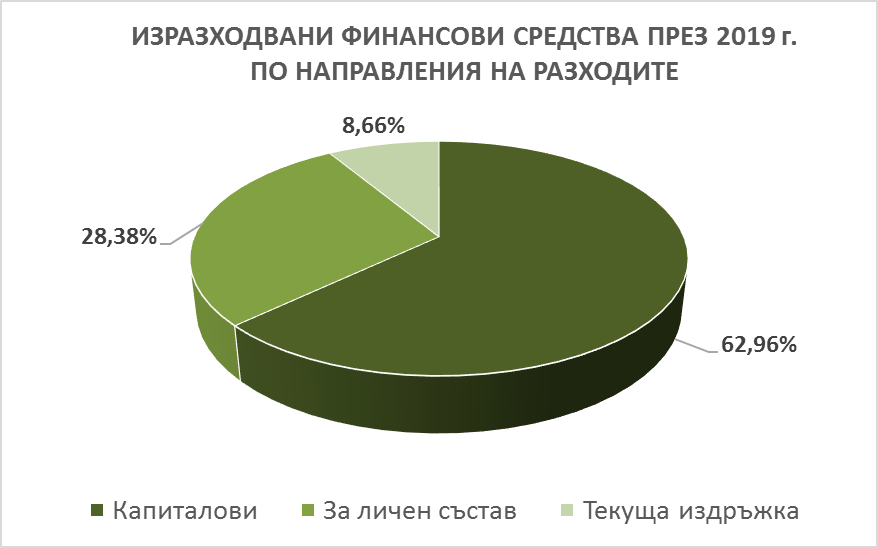 ИЗРАЗХОДВАНИ ФИНАНСОВИ СРЕДСТВА ПРЕЗ 2019 г.
ПО НАПРАВЛЕНИЯ НА РАЗХОДИТЕ
8,66%
28,38%
62,96%
Капиталови
За личен състав
Текуща издръжка